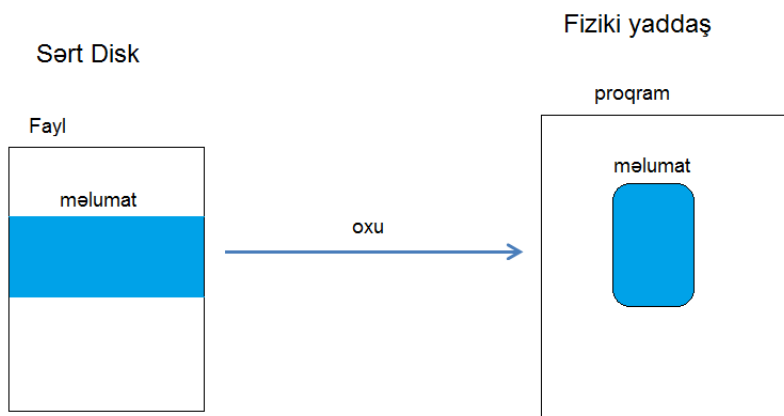 Sərt Disk
Fiziki yaddaş
Fayl
proqram
məlumat
məlumat
oxu